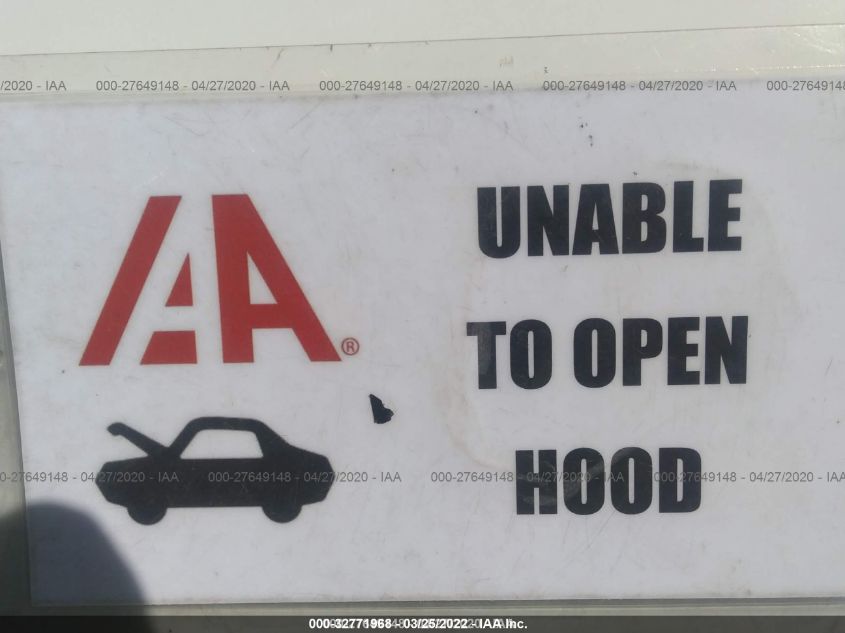 /2020 - IAA 000-27649148 - 04/27/2020 - IAA 000-27649148 - 04/27/2020 - IAA 000-27649148 - 04/27/2020 - IAA 000-27649148
IAA®
UNABLE
TO OPEN
HOOD
000-27649148 - 04/27/2020 - IAA 000-27649148 - 04/27/2020 - IAA 000-27649148 - 04/27/2020 - IAA 000-27649148 - 04/27/2020
000-32771968 - 03/25/2022 - IAA Inc.